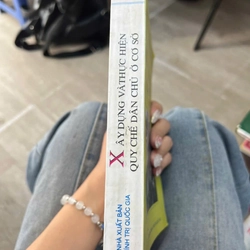 XÂY DỰNG VÀ THỰC HIỆN
QUY CHẾ DÂN CHỦ Ở CƠ SỞ
NHÀ XUẤT BẢN
CHÍNH TRỊ QUỐC GIA